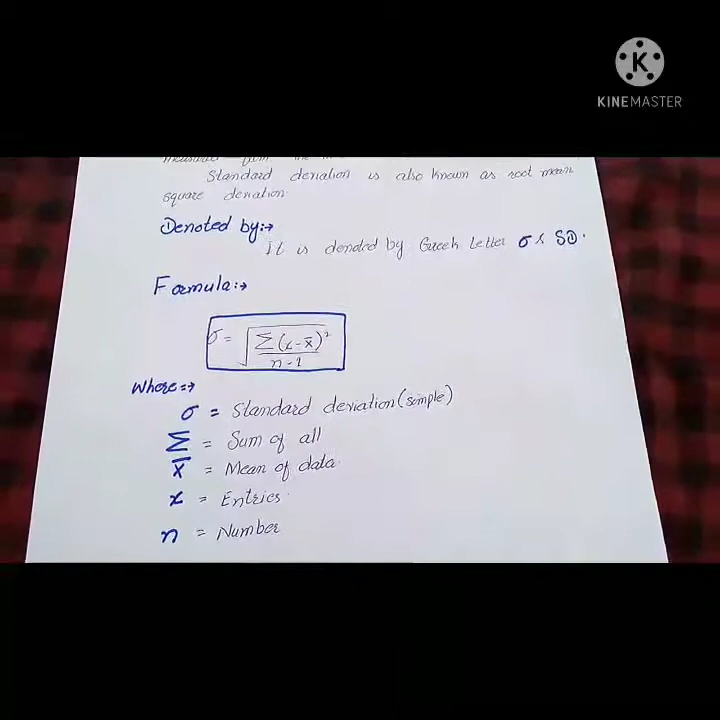 KINEMASTER
Standard deviation is also known as root mean
square deviation.
Denoted by:→
it is denoted by Greek Letter σ & SD.
Formula:→
σ = √(Σ(x-x̄)²/n-1)
Where:→
σ = Standard deviation (simple)
Σ = Sum of all
x̄ = Mean of data
x = Entries
n = Number